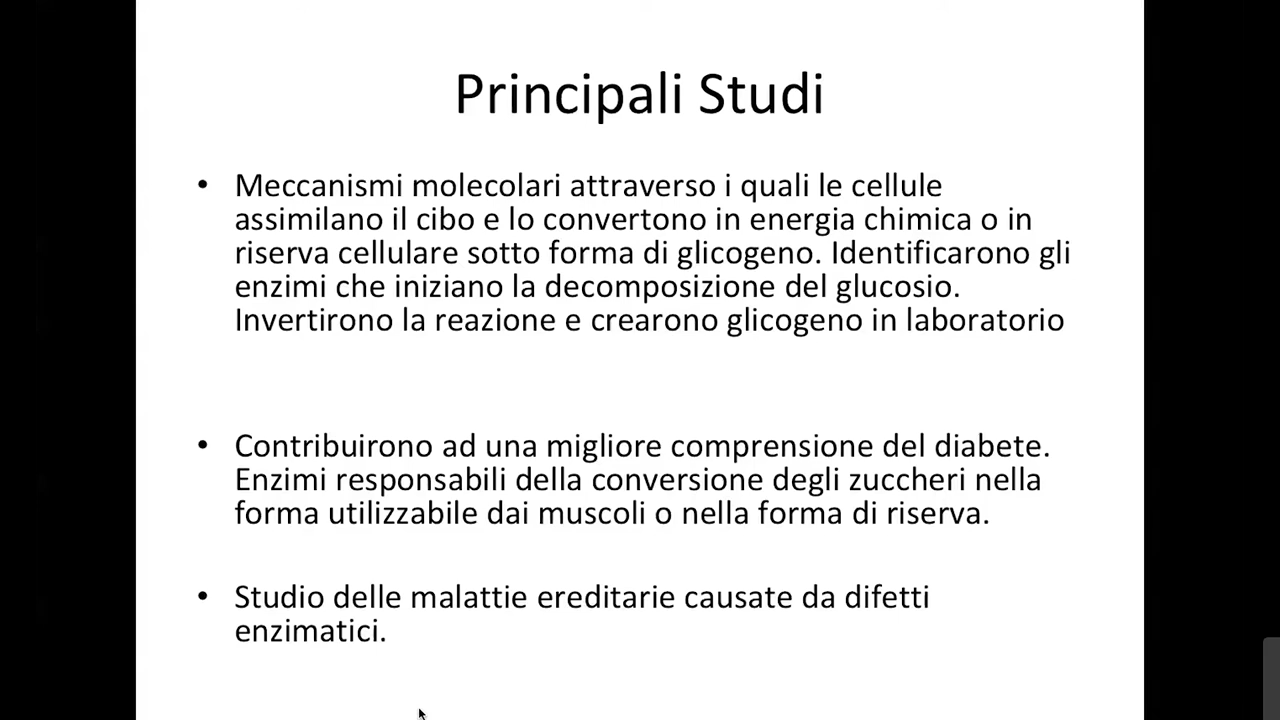 Principali Studi
• Meccanismi molecolari attraverso i quali le cellule
assimilano il cibo e lo convertono in energia chimica o in
riserva cellulare sotto forma di glicogeno. Identificarono gli
enzimi che iniziano la decomposizione del glucosio.
Invertirono la reazione e crearono glicogeno in laboratorio
• Contribuirono ad una migliore comprensione del diabete.
Enzimi responsabili della conversione degli zuccheri nella
forma utilizzabile dai muscoli o nella forma di riserva.
• Studio delle malattie ereditarie causate da difetti
enzimatici.